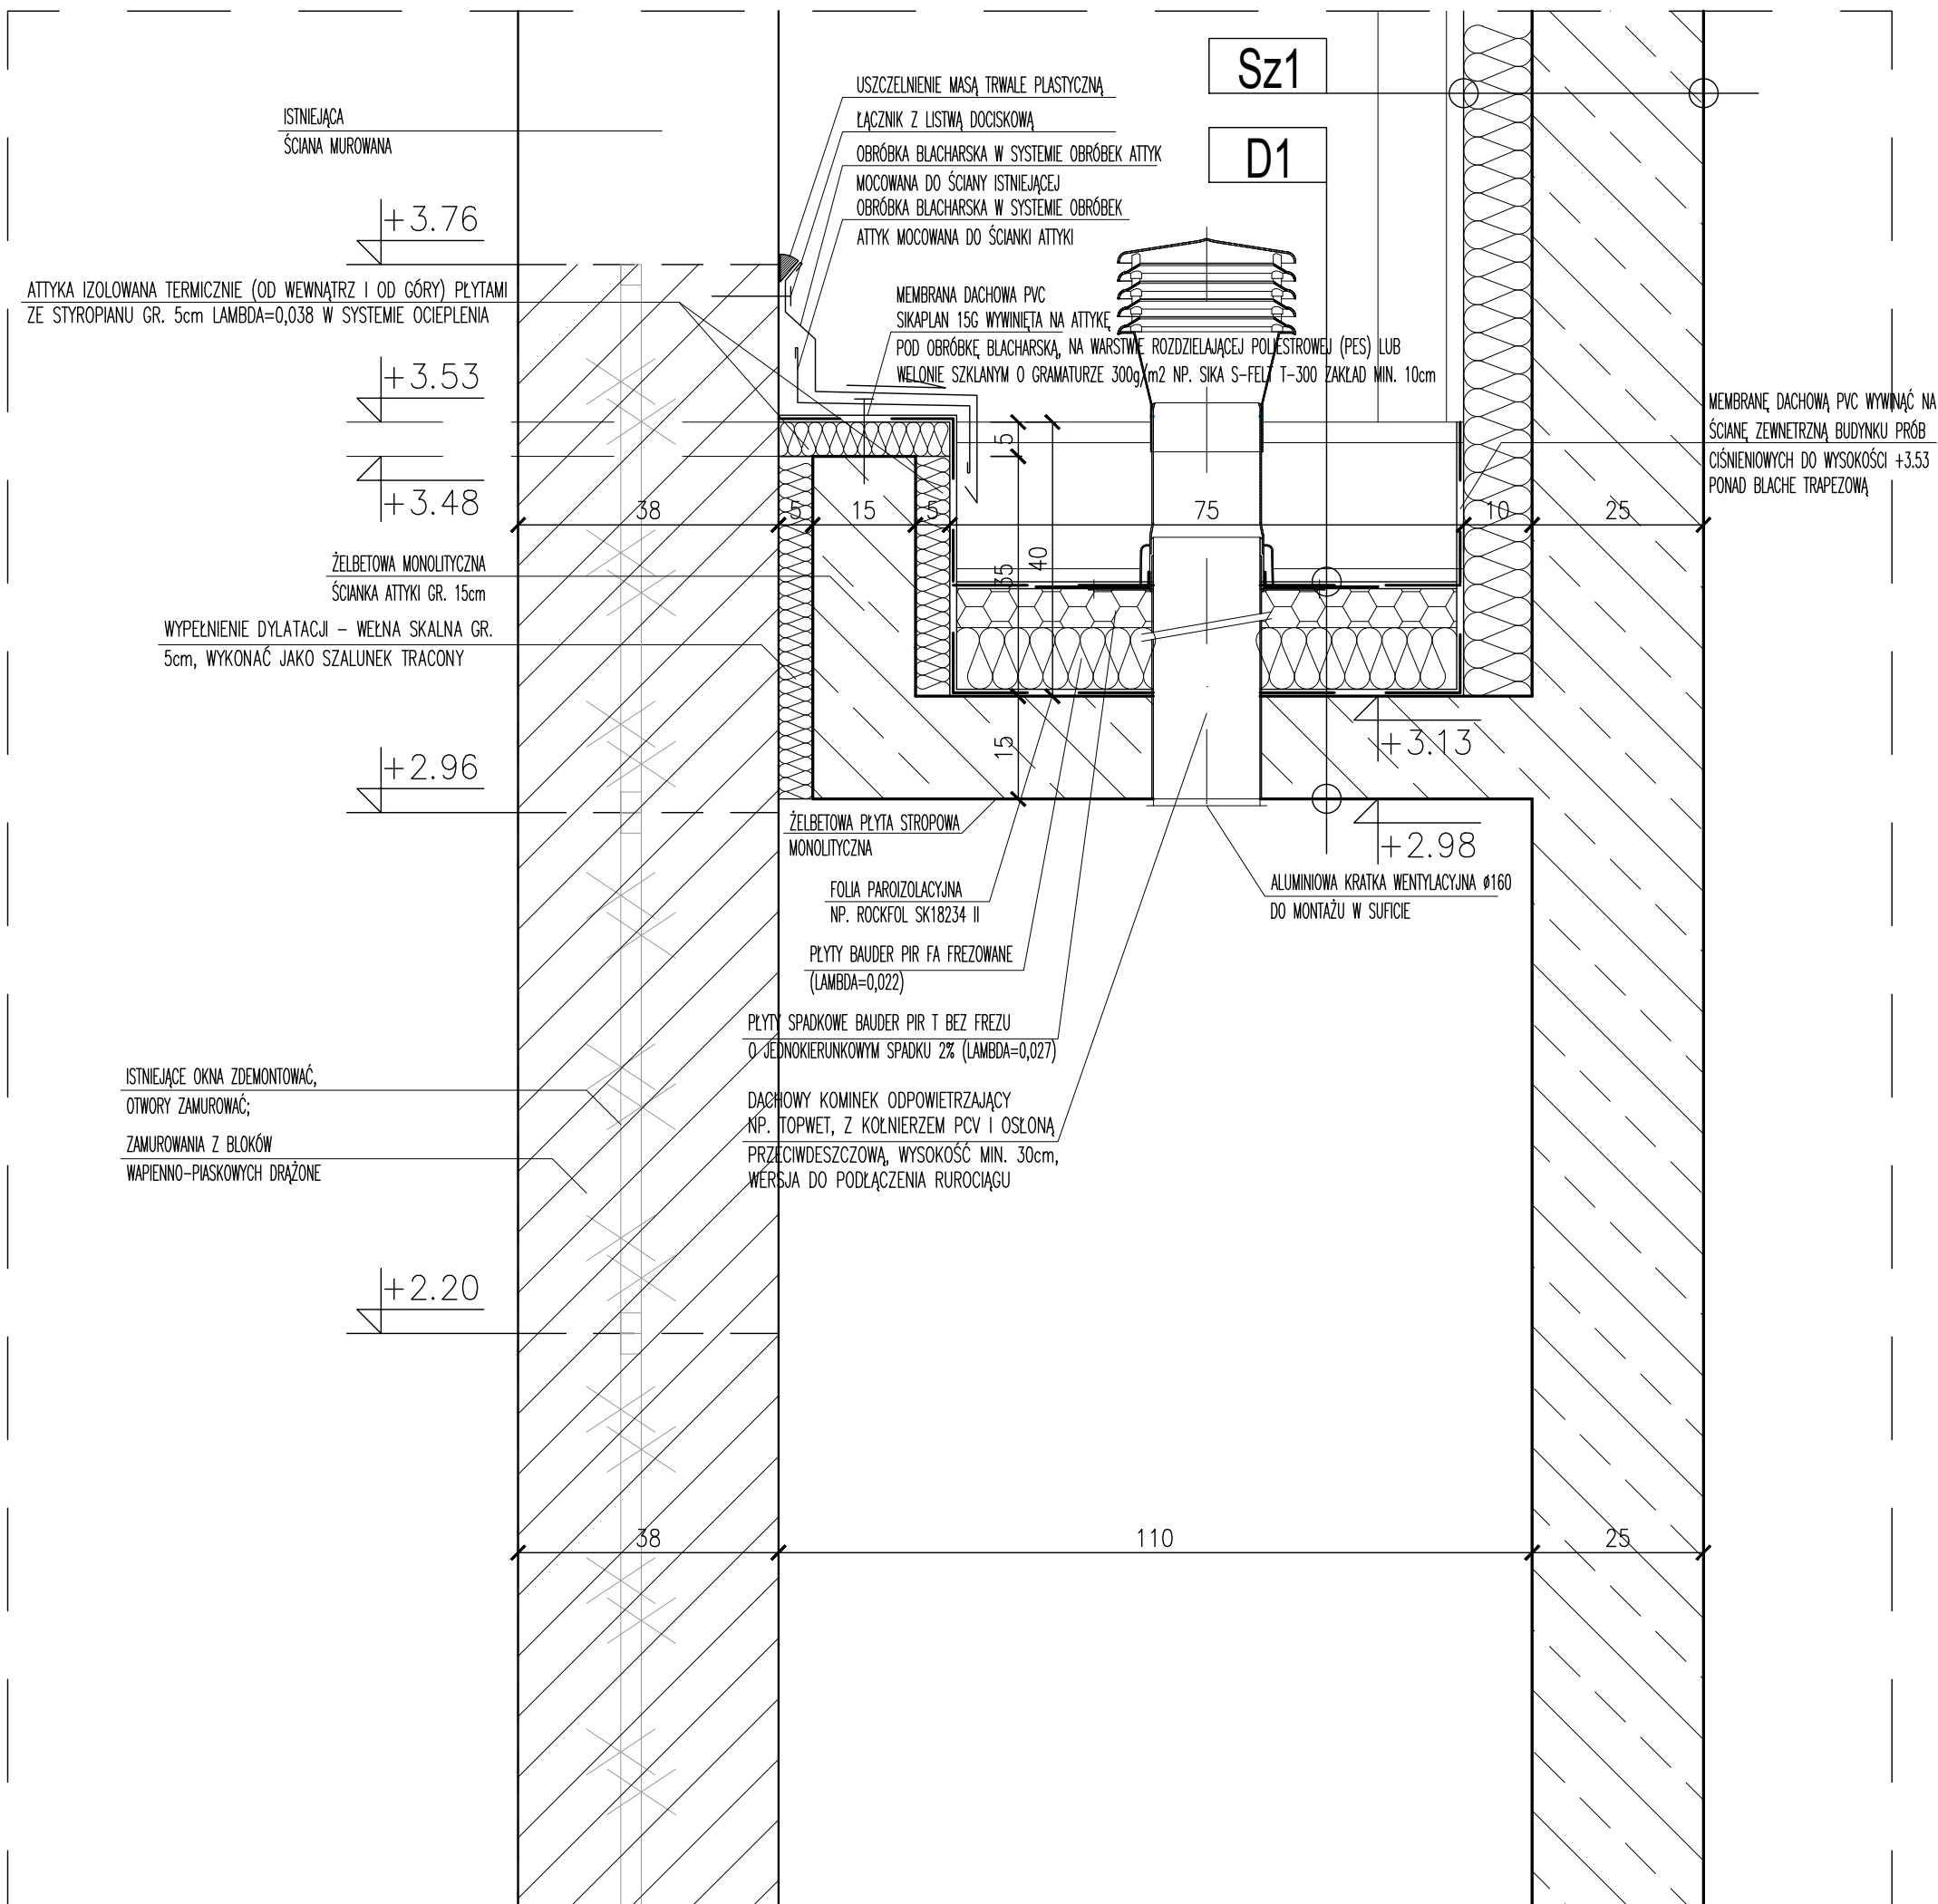 Sz1
D1
USZCZELNIENIE MASĄ TRWALE PLASTYCZNĄ
ŁĄCZNIK Z LISTWĄ DOCISKOWĄ
OBRÓBKA BLACHARSKA W SYSTEMIE OBRÓBEK ATTYK
MOCOWANA DO ŚCIANY ISTNIEJĄCEJ
OBRÓBKA BLACHARSKA W SYSTEMIE OBRÓBEK
ATTYK MOCOWANA DO ŚCIANKI ATTYKI
ISTNIEJĄCA
ŚCIANA MUROWANA
+3.76
ATTYKA IZOLOWANA TERMICZNIE (OD WEWNĄTRZ I OD GÓRY) PŁYTAMI
ZE STYROPIANU GR. 5cm LAMBDA=0,038 W SYSTEMIE OCIEPLENIA
MEMBRANA DACHOWA PVC
SIKAPLAN 15G WYWINIĘTA NA ATTYKĘ
POD OBRÓBKĘ BLACHARSKĄ, NA WARSTWIE ROZDZIELAJĄCEJ POLIESTROWEJ (PES) LUB
WELONIE SZKLANYM O GRAMATURZE 300g/m2 NP. SIKA S-FELT T-300 ZAKŁAD MIN. 10cm
+3.53
+3.48
MEMBRANĘ DACHOWĄ PVC WYWINĄĆ NA
ŚCIANĘ ZEWNETRZNĄ BUDYNKU PRÓB
CIŚNIENIOWYCH DO WYSOKOŚCI +3.53
PONAD BLACHE TRAPEZOWĄ
5
38
5
15
5
75
10
25
35
40
15
ŻELBETOWA MONOLITYCZNA
ŚCIANKA ATTYKI GR. 15cm
WYPEŁNIENIE DYLATACJI – WEŁNA SKALNA GR.
5cm, WYKONAĆ JAKO SZALUNEK TRACONY
+3.13
+2.96
+2.98
ŻELBETOWA PŁYTA STROPOWA
MONOLITYCZNA
FOLIA PAROIZOLACYJNA
NP. ROCKFOL SK18234 II
ALUMINIOWA KRATKA WENTYLACYJNA ø160
DO MONTAŻU W SUFICIE
PŁYTY BAUDER PIR FA FREZOWANE
(LAMBDA=0,022)
PŁYTY SPADKOWE BAUDER PIR T BEZ FREZU
O JEDNOKIERUNKOWYM SPADKU 2% (LAMBDA=0,027)
DACHOWY KOMINEK ODPOWIETRZAJĄCY
NP. TOPWET, Z KOŁNIERZEM PCV I OSŁONĄ
PRZECIWDESZCZOWĄ, WYSOKOŚĆ MIN. 30cm,
WERSJA DO PODŁĄCZENIA RUROCIĄGU
ISTNIEJĄCE OKNA ZDEMONTOWAĆ,
OTWORY ZAMUROWAĆ;
ZAMUROWANIA Z BLOKÓW
WAPIENNO-PIASKOWYCH DRĄŻONE
+2.20
38
110
25